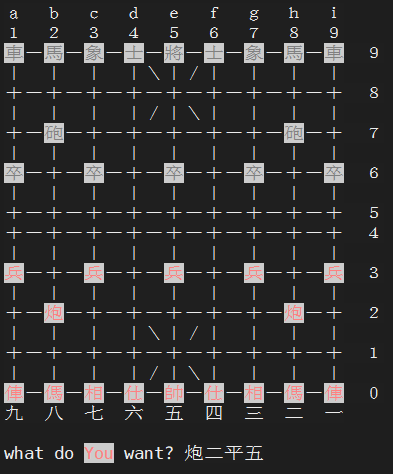 a b c d e f g h i
1 2 3 4 5 6 7 8 9
車 馬 象 士 將 士 象 馬 車 9
8
砲 砲 7
卒 卒 卒 卒 卒 6
5
4
兵 兵 兵 兵 兵 3
炮 炮 2
1
俥 傌 相 仕 帥 仕 相 傌 俥 0
九 八 七 六 五 四 三 二 一
what do You want? 炮二平五